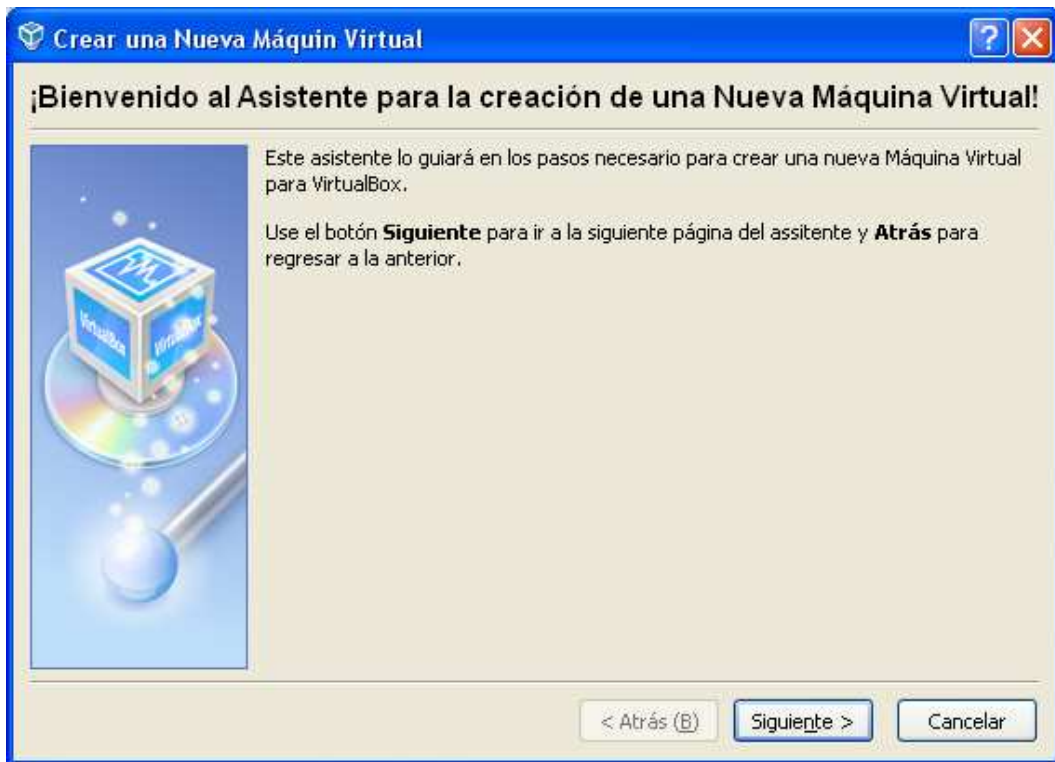 Crear una Nueva Máquin Virtual
¡Bienvenido al Asistente para la creación de una Nueva Máquina Virtual!
Este asistente lo guiará en los pasos necesario para crear una nueva Máquina Virtual
para VirtualBox.
Use el botón Siguiente para ir a la siguiente página del assitente y Atrás para
regresar a la anterior.
VirtualBox
VirtualBox
< Atrás (B)
Siguiente >
Cancelar